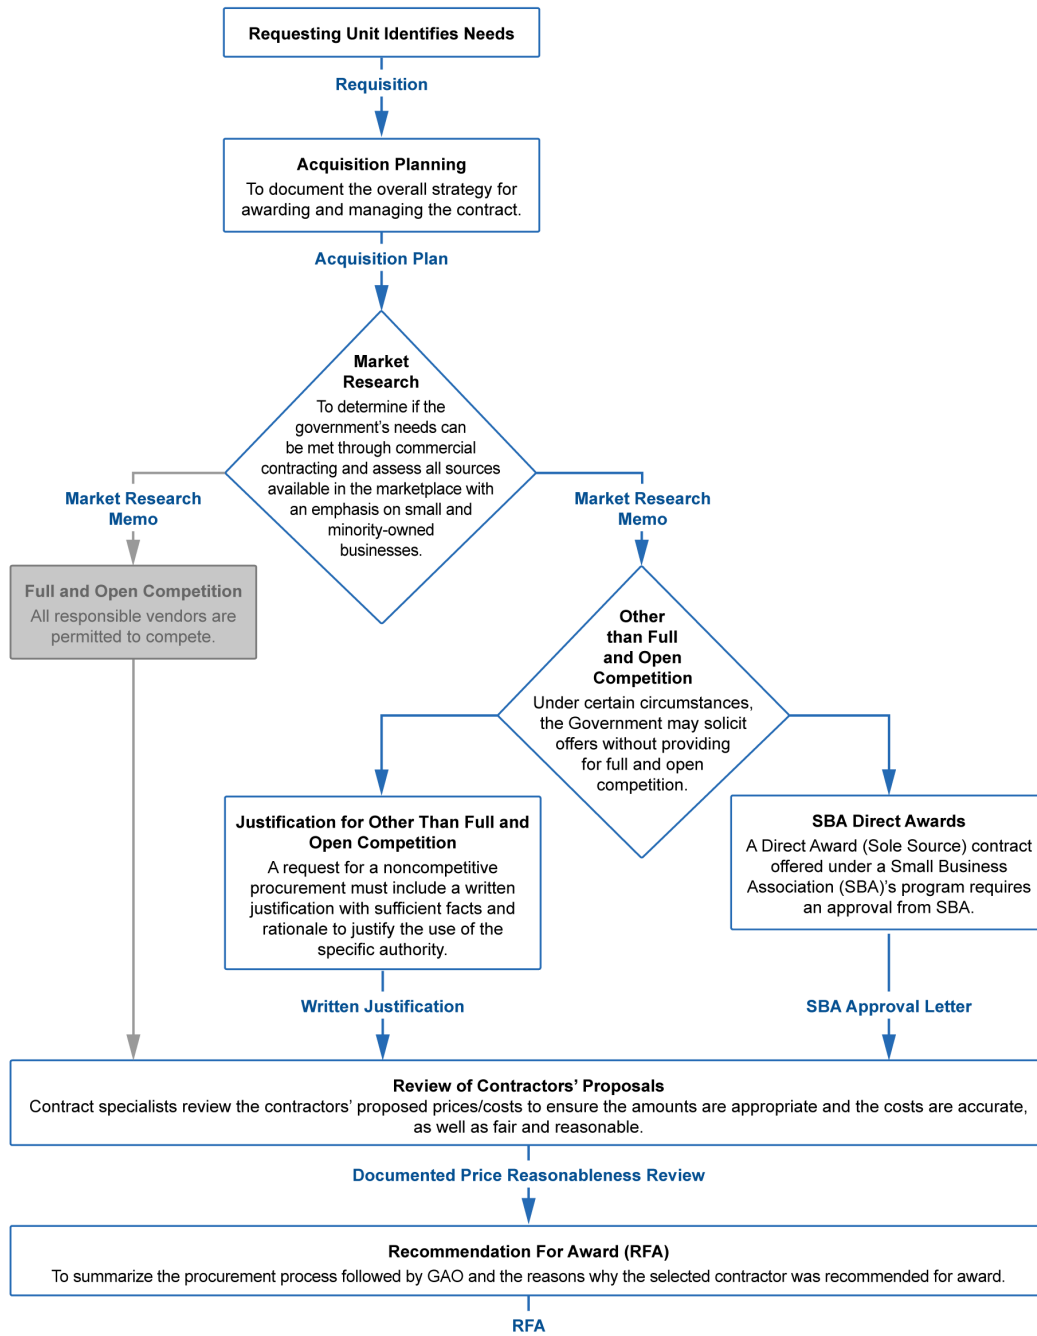 Requesting Unit Identifies Needs
Requisition
Acquisition Planning
To document the overall strategy for
awarding and managing the contract.
Acquisition Plan
Market
Research
To determine if the
government’s needs can
be met through commercial
contracting and assess all sources
available in the marketplace with
an emphasis on small and
minority-owned
businesses.
Market Research
Memo
Market Research
Memo
Full and Open Competition
All responsible vendors are
permitted to compete.
Other
than Full
and Open
Competition
Under certain circumstances,
the Government may solicit
offers without providing
for full and open
competition.
Justification for Other Than Full and
Open Competition
A request for a noncompetitive
procurement must include a written
justification with sufficient facts and
rationale to justify the use of the
specific authority.
SBA Direct Awards
A Direct Award (Sole Source) contract
offered under a Small Business
Association (SBA)’s program requires
an approval from SBA.
Written Justification
SBA Approval Letter
Review of Contractors’ Proposals
Contract specialists review the contractors’ proposed prices/costs to ensure the amounts are appropriate and the costs are accurate,
as well as fair and reasonable.
Documented Price Reasonableness Review
Recommendation For Award (RFA)
To summarize the procurement process followed by GAO and the reasons why the selected contractor was recommended for award.
RFA